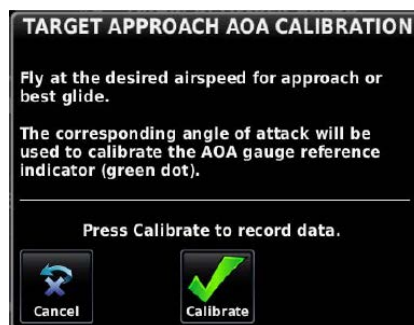 TARGET APPROACH AOA CALIBRATION
Fly at the desired airspeed for approach or
best glide.
The corresponding angle of attack will be
used to calibrate the AOA gauge reference
indicator (green dot).
Press Calibrate to record data.
Cancel
Calibrate